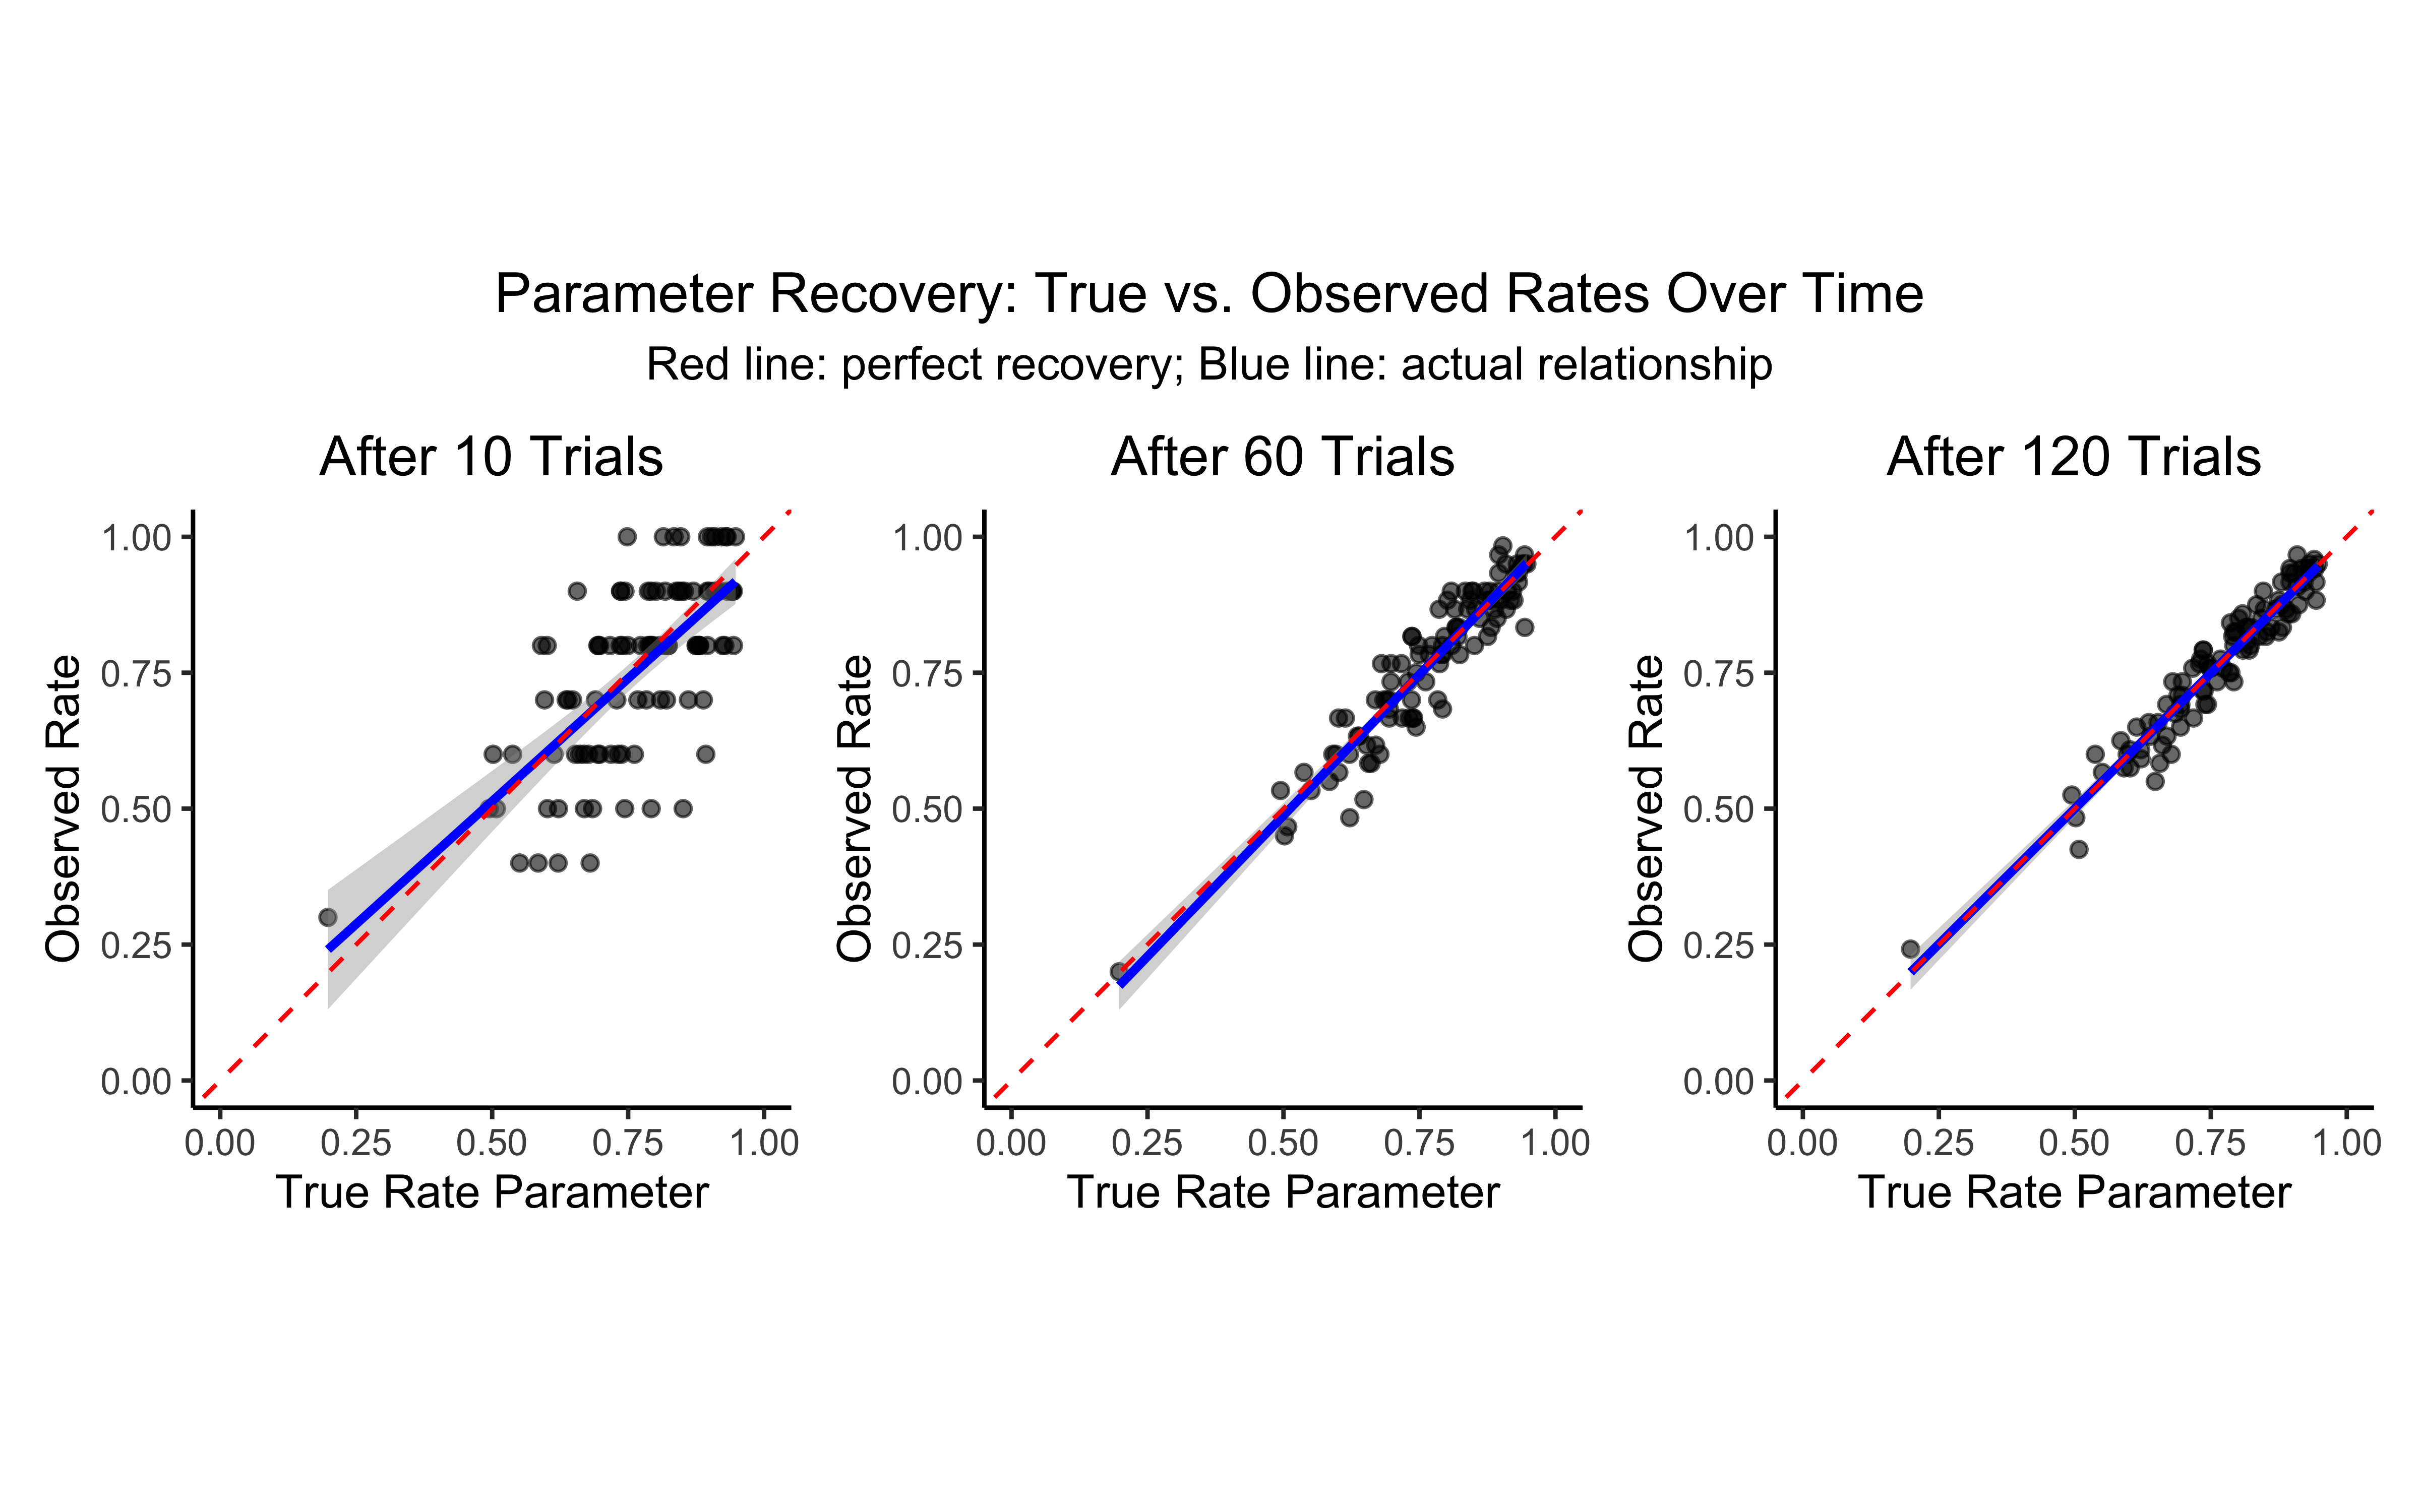 Parameter Recovery: True vs. Observed Rates Over Time
Red line: perfect recovery; Blue line: actual relationship
After 10 Trials
Observed Rate
1.00
0.75
0.50
0.25
0.00
0.00 0.25 0.50 0.75 1.00
True Rate Parameter
After 60 Trials
Observed Rate
1.00
0.75
0.50
0.25
0.00
0.00 0.25 0.50 0.75 1.00
True Rate Parameter
After 120 Trials
Observed Rate
1.00
0.75
0.50
0.25
0.00
0.00 0.25 0.50 0.75 1.00
True Rate Parameter